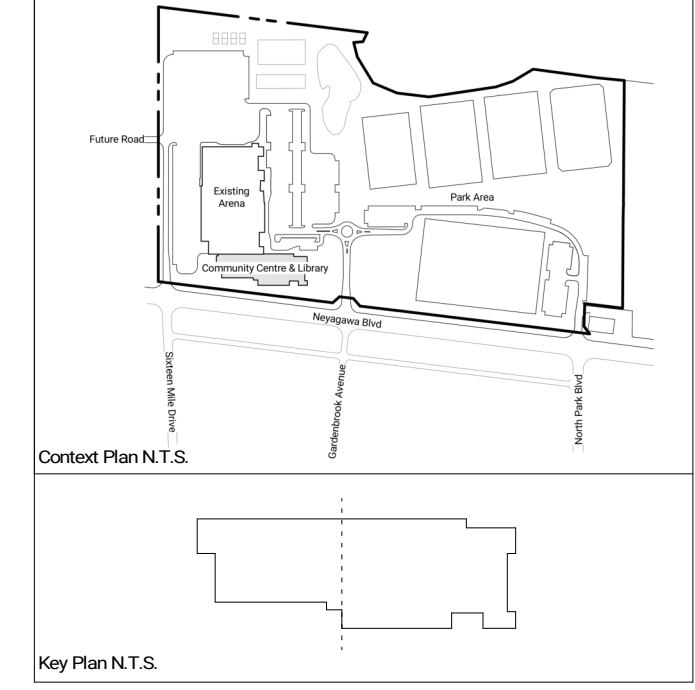 Future Road
Existing
Arena
Park Area
Community Centre & Library
Neyagawa Blvd
Sixteen Mile Drive
Gardenbrook Avenue
North Park Blvd
Context Plan N.T.S.
Key Plan N.T.S.